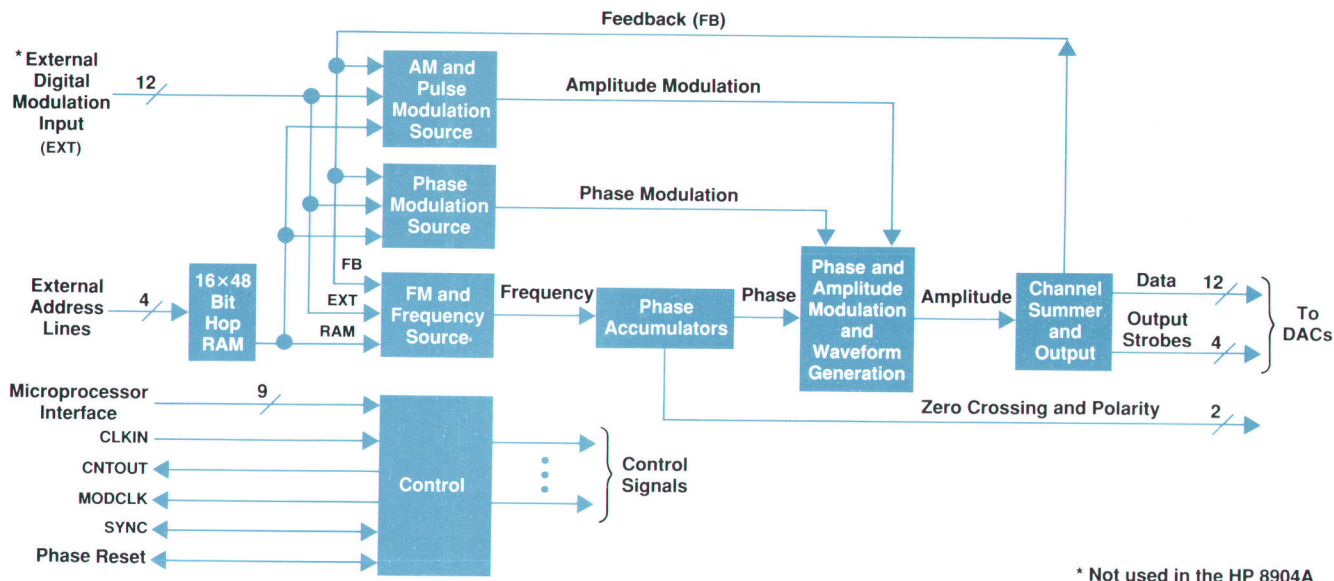 Feedback (FB)
* External
Digital
Modulation
Input
(EXT)
12
AM and
Pulse
Modulation
Source
Amplitude Modulation
Phase
Modulation
Source
Phase Modulation
External
Address
Lines
4
16×48
Bit
Hop
RAM
FB
EXT
RAM
FM and
Frequency
Source
Frequency
Phase
Accumulators
Phase
Phase and
Amplitude
Modulation
and
Waveform
Generation
Amplitude
Channel
Summer
and
Output
Data
12
Output
Strobes
4
To
DACs
Zero Crossing and Polarity
2
Microprocessor
Interface
9
CLKIN
CNTOUT
MODCLK
SYNC
Phase Reset
Control
Control
Signals
* Not used in the HP 8904A